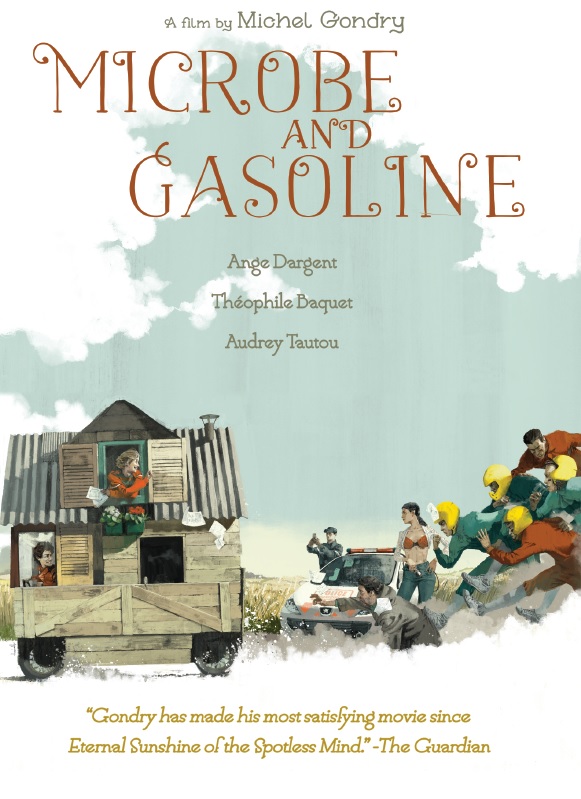 A film by Michel Gondry
MICROBE
AND
GASOLINE
Ange Dargent
Théophile Baquet
Audrey Tautou
“Gondry has made his most satisfying movie since
Eternal Sunshine of the Spotless Mind.” -The Guardian